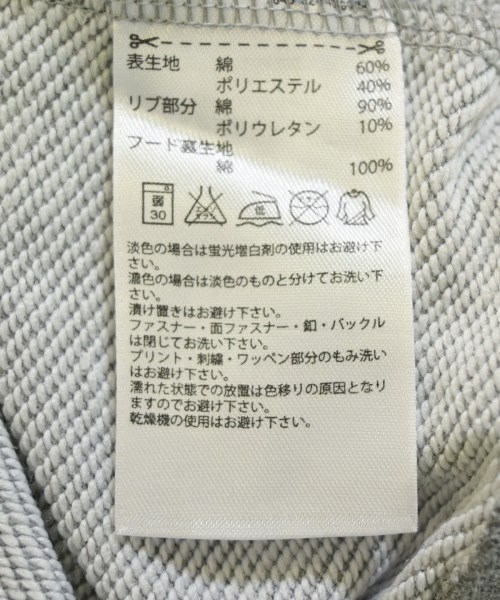 表生地 綿 60%
ポリエステル 40%
リブ部分 綿 90%
ポリウレタン 10%
フード裏生地
綿 100%
弱
30
エンソ
サラシ
低
淡色の場合は蛍光増白剤の使用はお避け下
さい。
濃色の場合は淡色のものと分けてお洗い下
さい。
漬け置きはお避け下さい。
ファスナー・面ファスナー・釦・バックル
は閉じてお洗い下さい。
プリント・刺繍・ワッペン部分のもみ洗い
はお避け下さい。
濡れた状態での放置は色移りの原因となり
ますのでお避け下さい。
乾燥機の使用はお避け下さい。